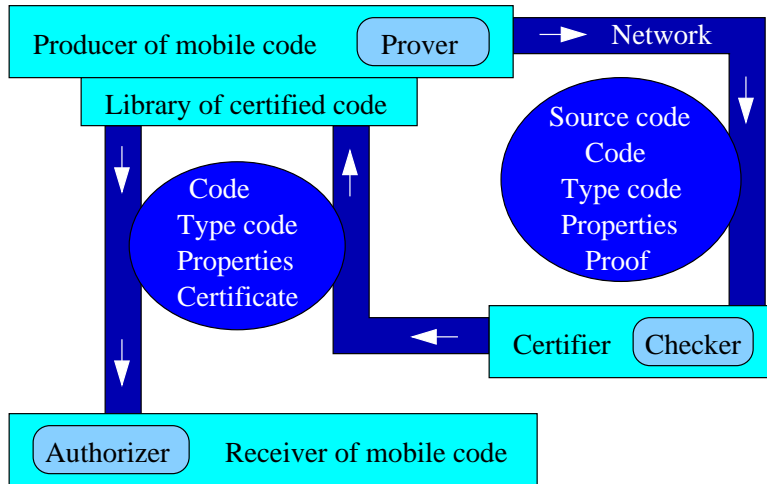 Producer of mobile code
Prover
Network
Library of certified code
Source code
Code
Type code
Properties
Proof
Code
Type code
Properties
Certificate
Certifier
Checker
Authorizer
Receiver of mobile code